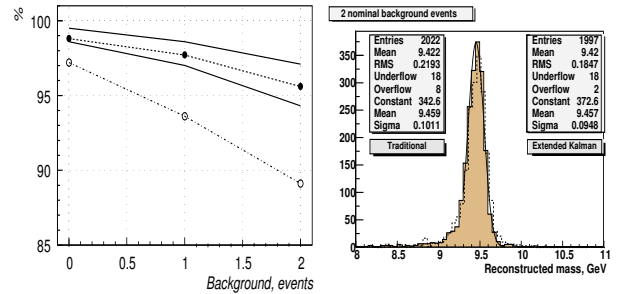 %
100
95
90
85
0
0.5
1
1.5
2
Background, events
2 nominal background events
Entries 2022
Mean 9.422
RMS 0.2193
Underflow 18
Overflow 8
Constant 342.6
Mean 9.459
Sigma 0.1011
Traditional
Entries 1997
Mean 9.42
RMS 0.1847
Underflow 18
Overflow 2
Constant 372.6
Mean 9.457
Sigma 0.0948
Extended Kalman
350
300
250
200
150
100
50
0
8
8.5
9
9.5
10
10.5
11
Reconstructed mass, GeV